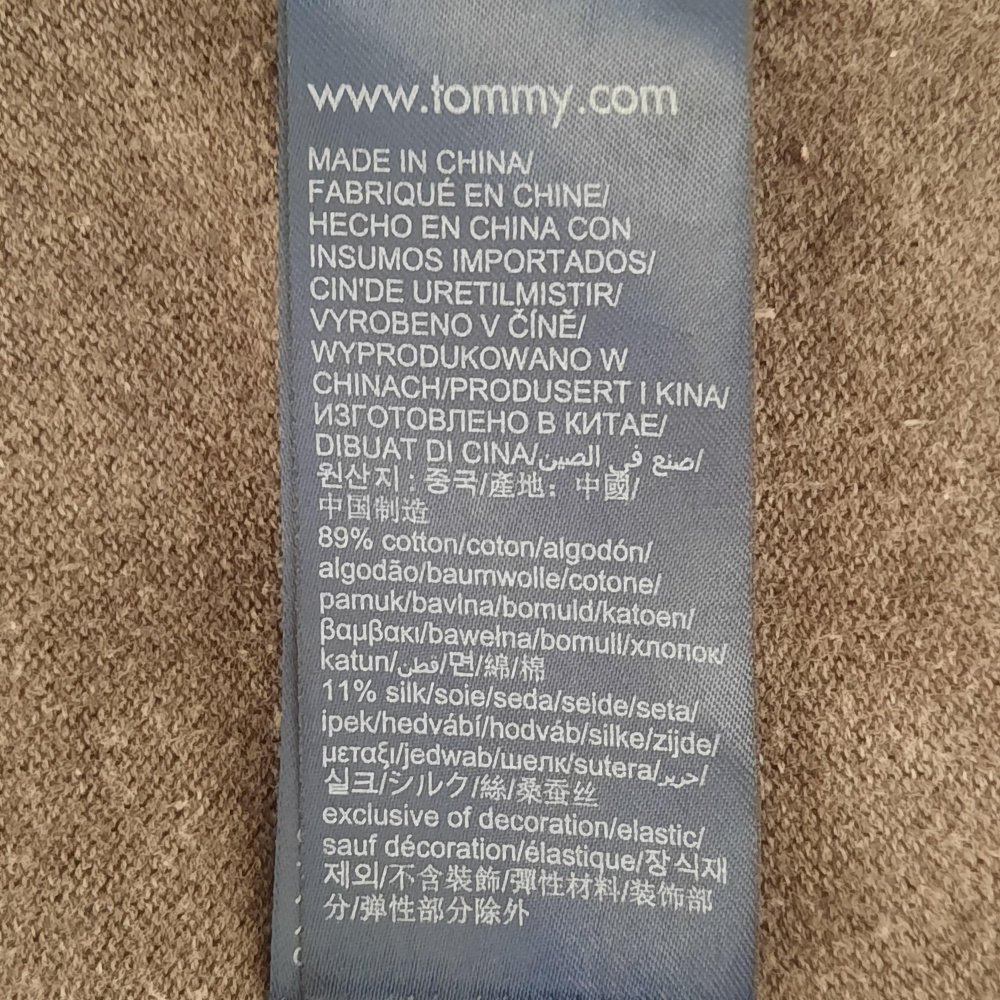 www.tommy.com
MADE IN CHINA/
FABRIQUÉ EN CHINE/
HECHO EN CHINA CON
INSUMOS IMPORTADOS/
CIN'DE URETILMISTIR/
VYROBENO V ČÍNĚ/
WYPRODUKOWANO W
CHINACH/PRODUSERT I KINA/
ИЗГОТОВЛЕНО В КИТАЕ/
DIBUAT DI CINA/صنع في الصين/
원산지 : 중국/產地：中國/
中国制造
89% cotton/coton/algodón/
algodão/baumwolle/cotone/
pamuk/bavlna/bomuld/katoen/
βαμβακι/bawełna/bomull/хлопок/
katun/قطن/면/綿/棉
11% silk/soie/seda/seide/seta/
ipek/hedvábí/hodváb/silke/zijde/
μεταξι/jedwab/шелк/sutera/حرير/
실크/シルク/絲/桑蚕丝
exclusive of decoration/elastic/
sauf décoration/élastique/장식재
제외/不含裝飾/彈性材料/装饰部
分/弹性部分除外